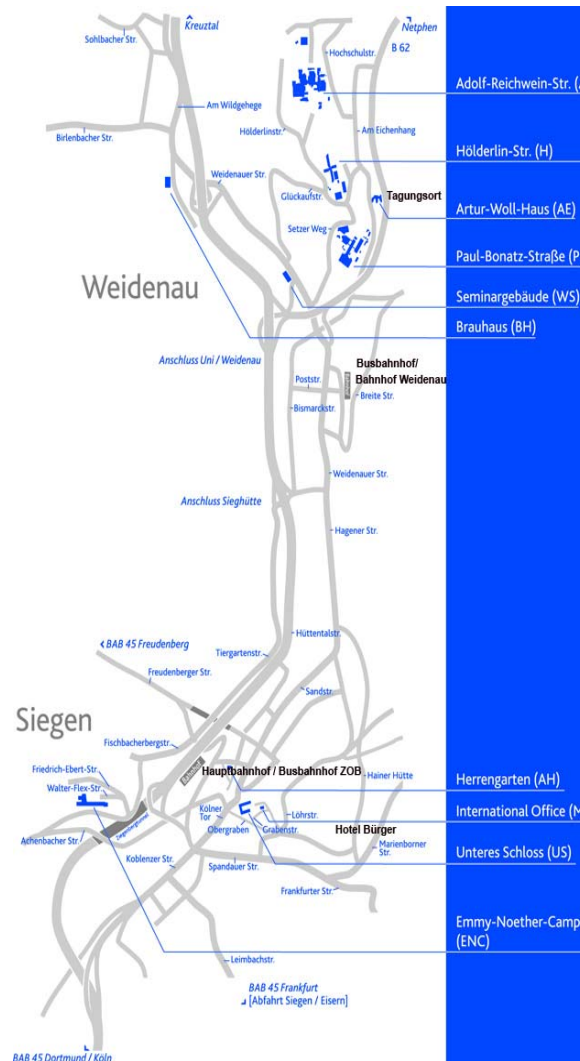 Kreuztal
Netphen
Sohlbacher Str.
B 62
Hochschulstr.
Adolf-Reichwein-Str. (A
Am Wildgehege
Hölderlinstr.
Am Eichenhang
Birlenbacher Str.
Hölderlin-Str. (H)
Weidenauer Str.
Glückaufstr.
Tagungsort
Artur-Woll-Haus (AE)
Setzer Weg
Paul-Bonatz-Straße (P
Weidenau
Seminargebäude (WS)
Brauhaus (BH)
Anschluss Uni / Weidenau
Busbahnhof/
Bahnhof Weidenau
Poststr.
Breite Str.
Bismarckstr.
Weidenauer Str.
Anschluss Sieghütte
Hagener Str.
Hüttentalstr.
BAB 45 Freudenberg
Tiergartenstr.
Freudenberger Str.
Sandstr.
Siegen
Fischbacherbergstr.
Bahnhof
Hauptbahnhof / Busbahnhof ZOB
Friedrich-Ebert-Str.
Hainer Hütte
Herrengarten (AH)
Walter-Flex-Str.
Kölner
Tor
Löhrstr.
International Office (M
Siegbergtunnel
Obergraben
Grabenstr.
Hotel Bürger
Achenbacher Str.
Marienborner
Str.
Unteres Schloss (US)
Koblenzer Str.
Spandauer Str.
Frankfurter Str.
Emmy-Noether-Camp
(ENC)
Leimbachstr.
BAB 45 Frankfurt
[Abfahrt Siegen / Eisern]
BAB 45 Dortmund / Köln